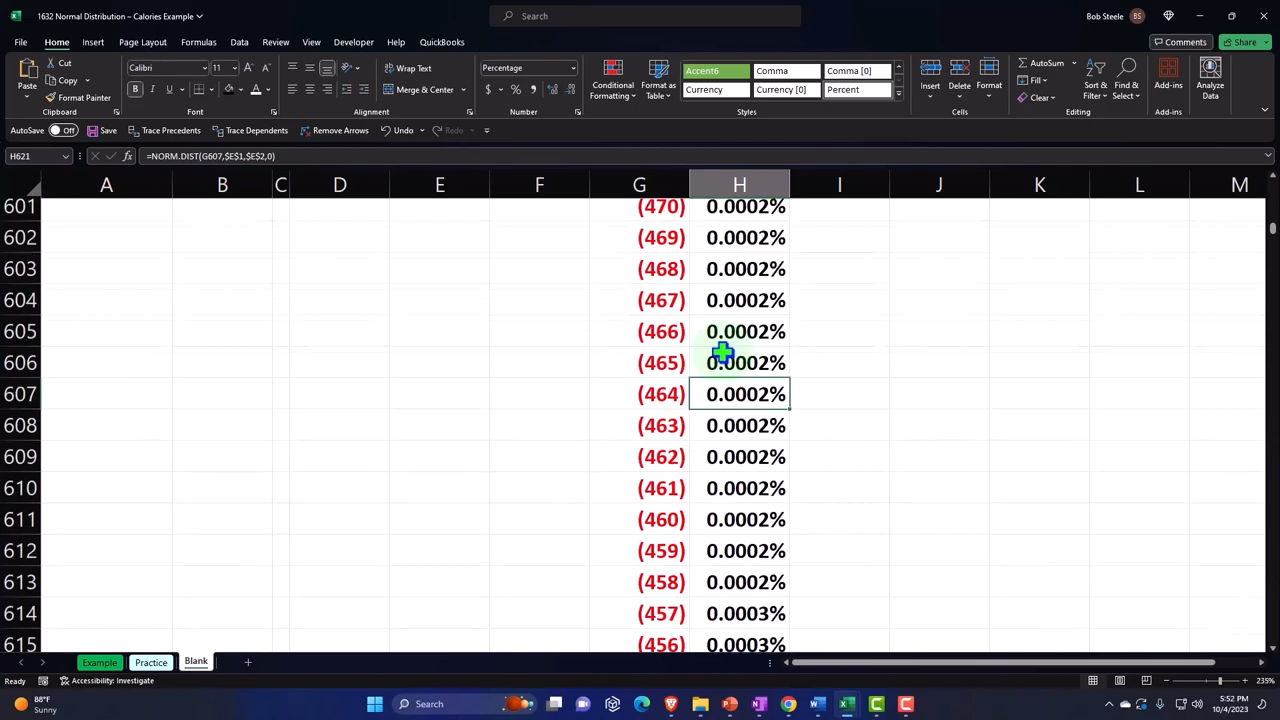 1632 Normal Distribution – Calories Example
Search
Bob Steele BS
File Home Insert Page Layout Formulas Data Review View Developer Help QuickBooks
Comments Share
Paste Cut Copy Format Painter
Calibri 11
Wrap Text
Merge & Center
Percentage
Conditional Formatting
Format as Table
Accent6 Comma Comma [0]
Currency Currency [0] Percent
Insert Delete Format
AutoSum Fill Clear
Sort & Filter
Find & Select
Add-ins
Analyze Data
Clipboard Font Alignment Number Styles Cells Editing Add-ins
AutoSave Off Save Trace Precedents Trace Dependents Remove Arrows Undo Redo
H621 =NORM.DIST(G607,$E$1,$E$2,0)
A B C D E F G H I J K L M
601 (470) 0.0002%
602 (469) 0.0002%
603 (468) 0.0002%
604 (467) 0.0002%
605 (466) 0.0002%
606 (465) 0.0002%
607 (464) 0.0002%
608 (463) 0.0002%
609 (462) 0.0002%
610 (461) 0.0002%
611 (460) 0.0002%
612 (459) 0.0002%
613 (458) 0.0002%
614 (457) 0.0003%
615 (456) 0.0003%
Example Practice Blank
Ready Accessibility: Investigate 235%
88°F
Sunny
Search
5:52 PM
10/4/2023